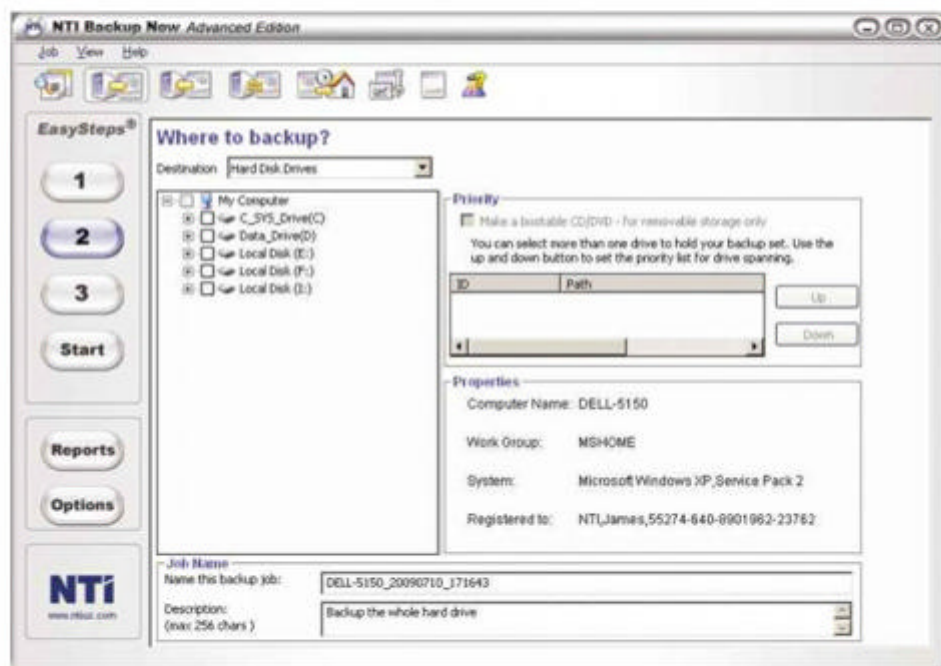 NTI Backup Now Advanced Edition
Job View Help
EasySteps®
1
2
3
Start
Reports
Options
NTi
Where to backup?
Destination Hard Disk Drives
My Computer
C_SYS_Drive(C)
Data_Drive(D)
Local Disk (E:)
Local Disk (F:)
Local Disk (I:)
Priority
Make a bootable CD/DVD - for removable storage only
You can select more than one drive to hold your backup set. Use the
up and down button to set the priority list for drive spanning.
ID Path
Up
Down
Properties
Computer Name: DELL-5150
Work Group: MSHOME
System: Microsoft Windows XP,Service Pack 2
Registered to: NTI,James,55274-640-8901962-23762
Job Name
Name this backup job: DELL-5150_20090710_171643
Description: Backup the whole hard drive
(max 256 chars )